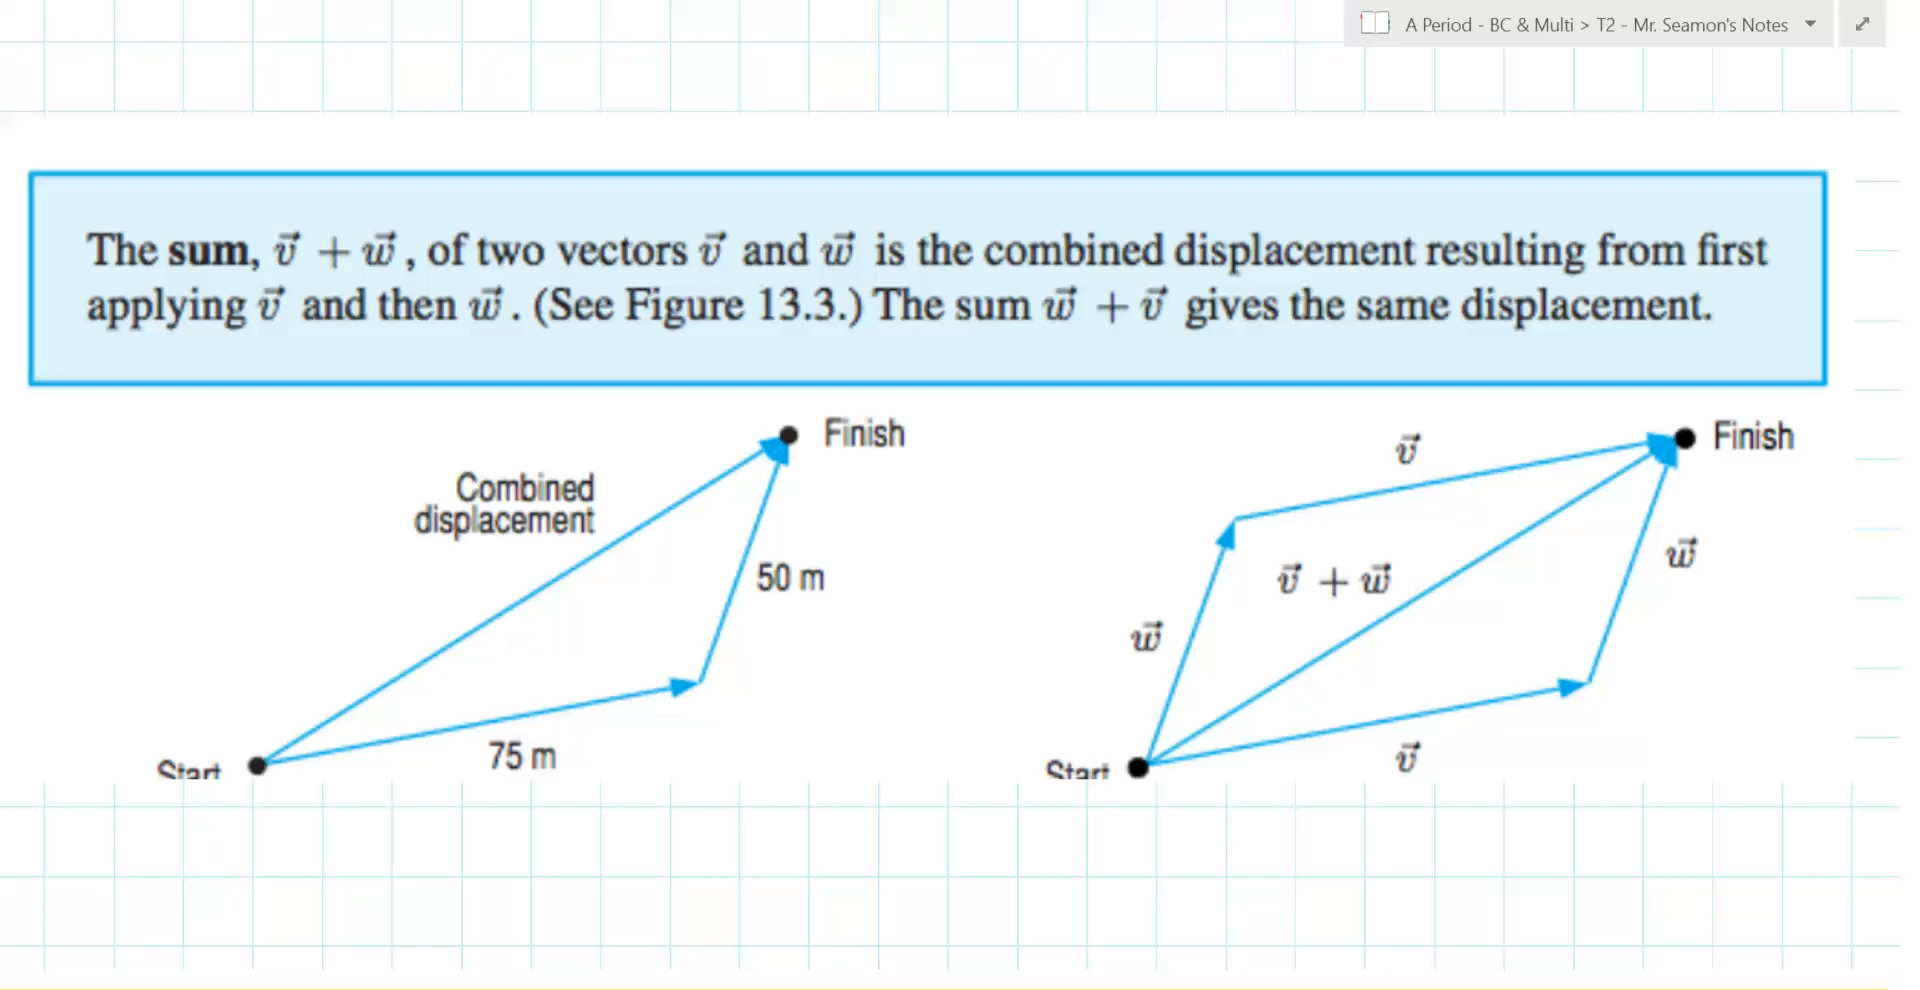 A Period - BC & Multi > T2 - Mr. Seamon's Notes
The sum, v⃗ + w⃗, of two vectors v⃗ and w⃗ is the combined displacement resulting from first
applying v⃗ and then w⃗. (See Figure 13.3.) The sum w⃗ + v⃗ gives the same displacement.
Finish
Combined
displacement
50 m
75 m
Start
Finish
v⃗
v⃗ + w⃗
w⃗
w⃗
v⃗
Start